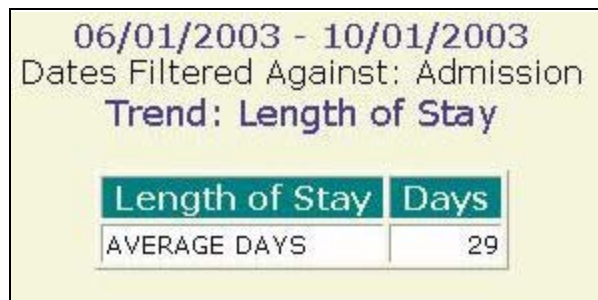 06/01/2003 - 10/01/2003
Dates Filtered Against: Admission
Trend: Length of Stay
Length of Stay Days
AVERAGE DAYS 29